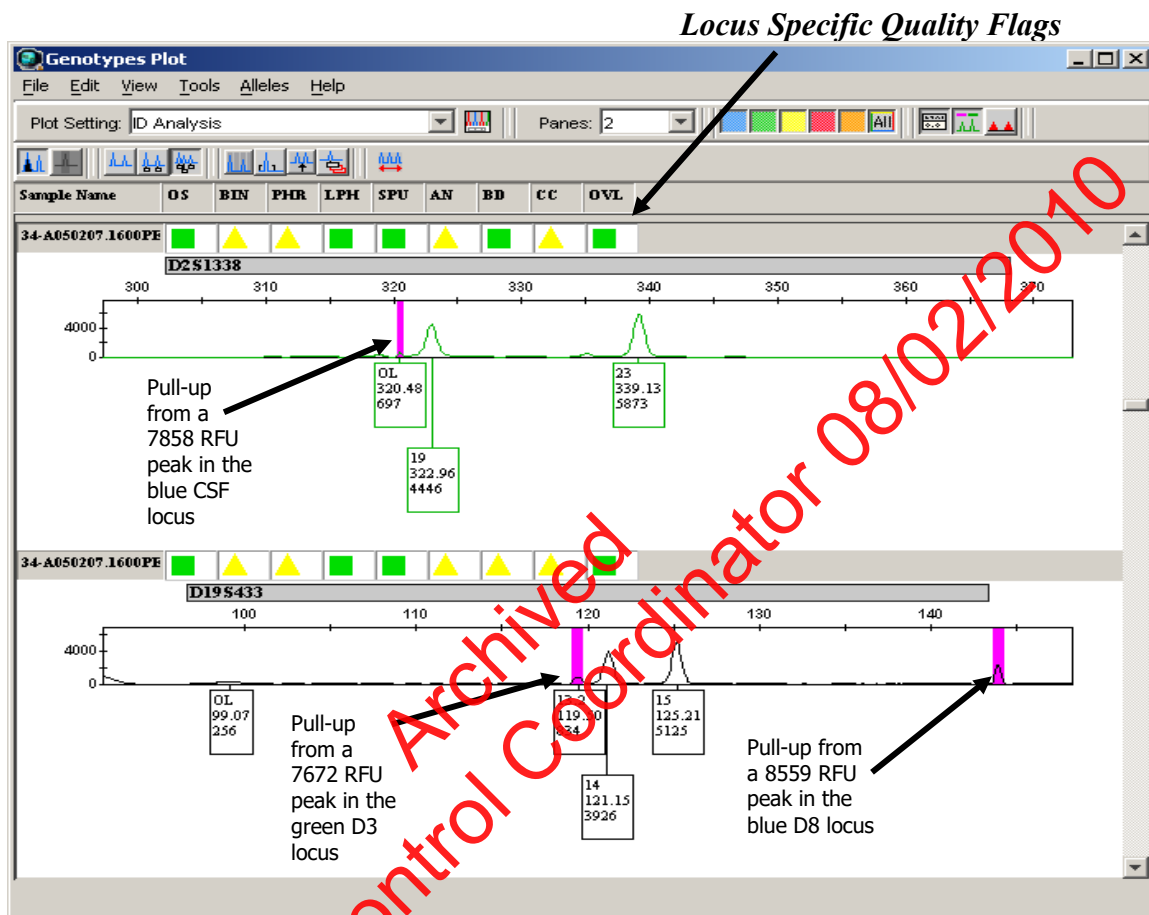 Locus Specific Quality Flags
Genotypes Plot
File Edit View Tools Alleles Help
Plot Setting: ID Analysis Panes: 2 All
Sample Name OS BIN PHR LPH SPU AN BD CC OVL
34-A050207.1600PE
D2S1338
300 310 320 330 340 350 360 370
4000
0
OL
320.48
697
23
339.13
5873
19
322.96
4446
Pull-up
from a
7858 RFU
peak in the
blue CSF
locus
34-A050207.1600PE
D19S433
100 110 120 130 140
4000
0
OL
99.07
256
13.2
119.30
834
15
125.21
5125
14
121.15
3926
Pull-up
from a
7672 RFU
peak in the
green D3
locus
Pull-up from
a 8559 RFU
peak in the
blue D8 locus
Archived
ontrol Coordinator 08/02/2010